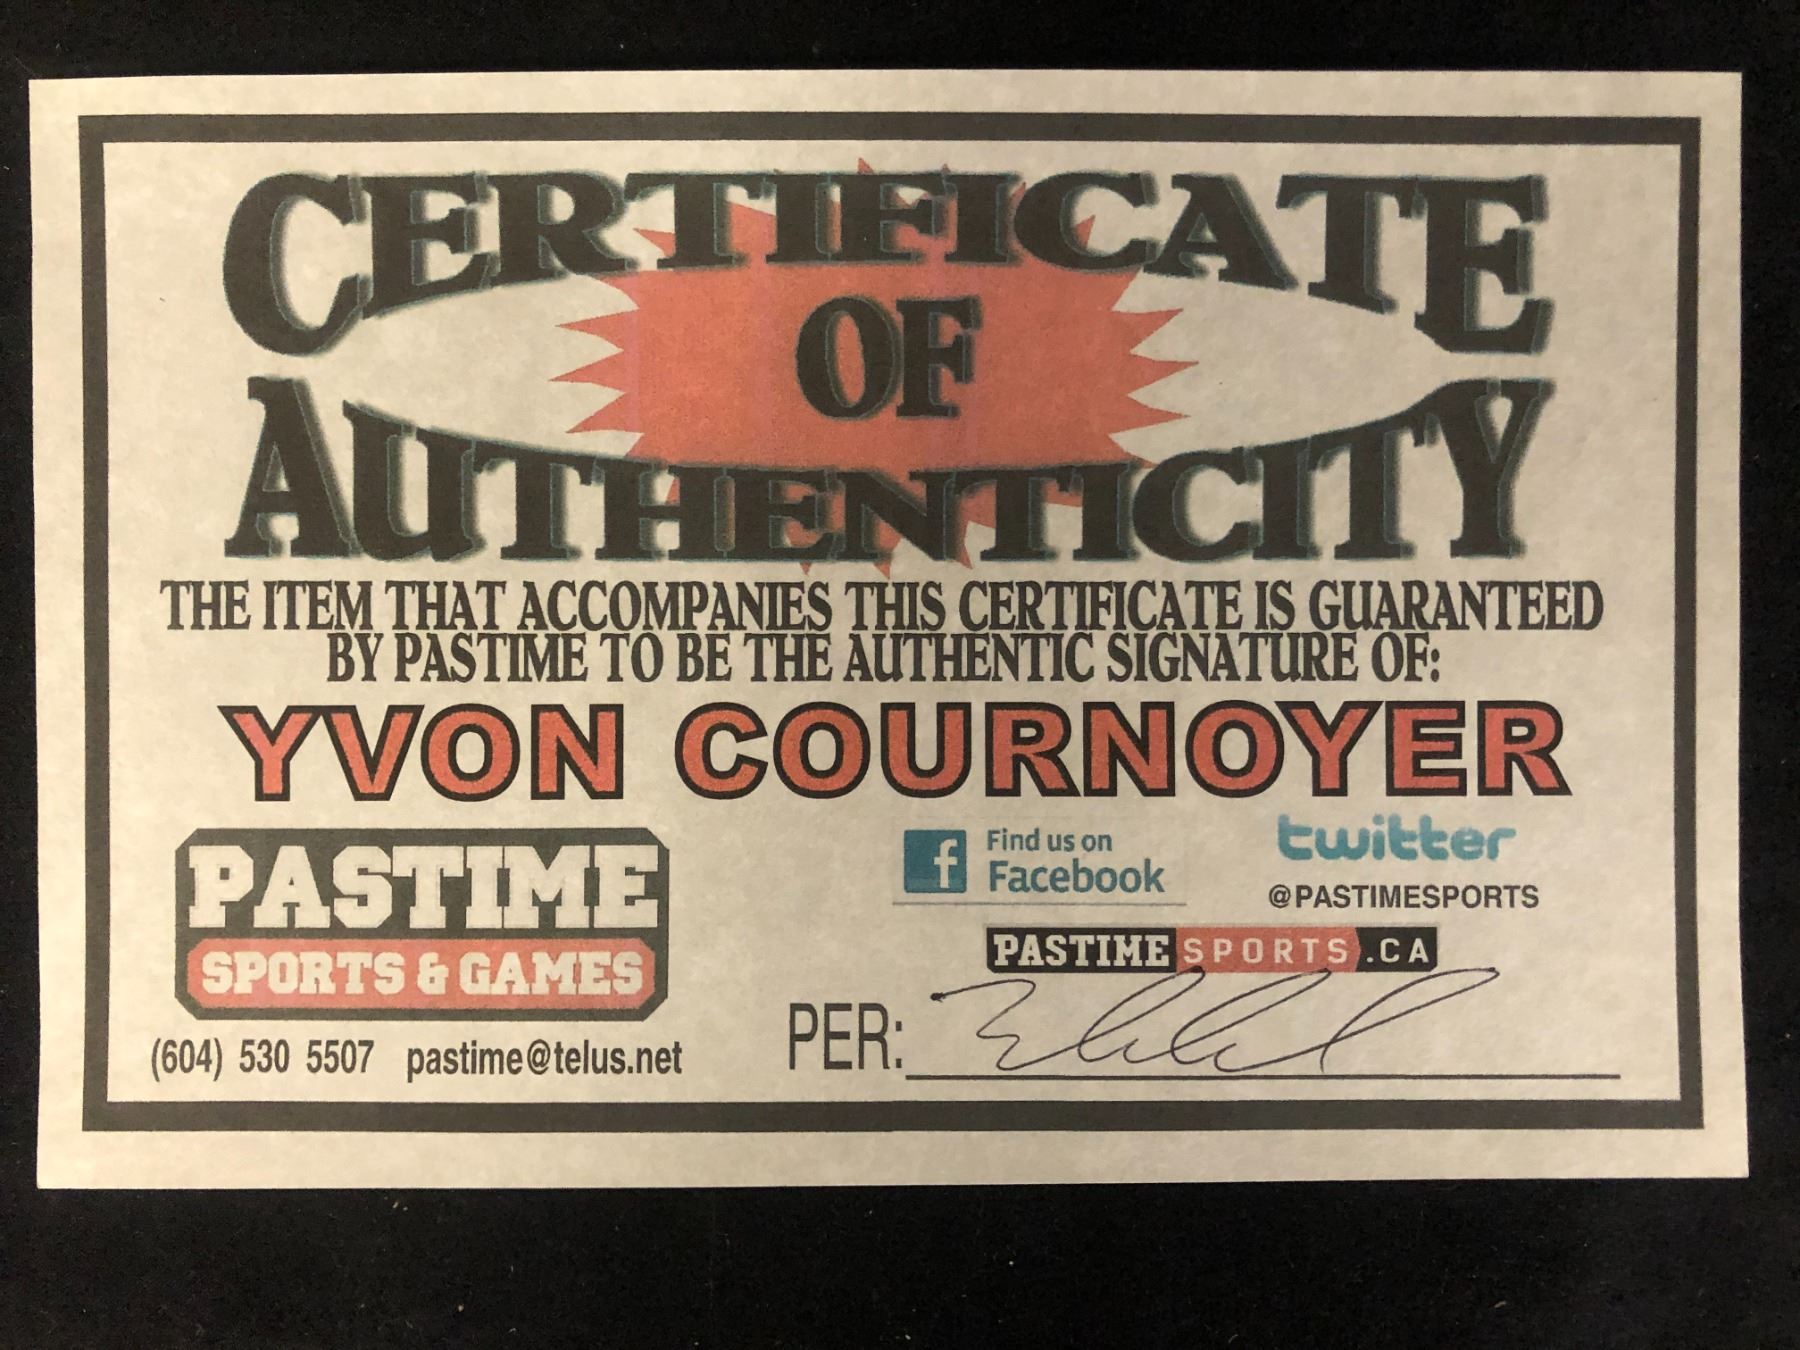 CERTIFICATE
OF
AUTHENTICITY
THE ITEM THAT ACCOMPANIES THIS CERTIFICATE IS GUARANTEED
BY PASTIME TO BE THE AUTHENTIC SIGNATURE OF:
YVON COURNOYER
PASTIME
SPORTS & GAMES
(604) 530 5507 pastime@telus.net
f Find us on
Facebook
twitter
@PASTIMESPORTS
PASTIMESPORTS.CA
PER: